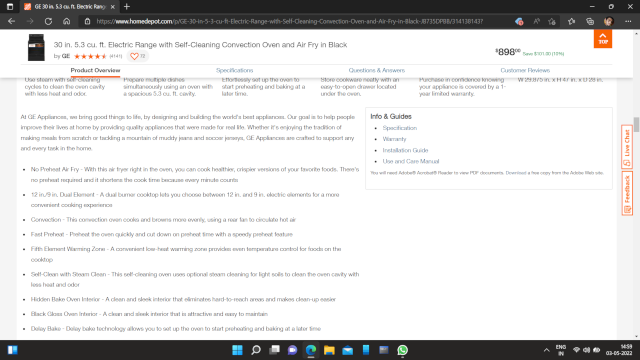 30 in. 5.3 cu. ft. Electric Range
https://www.homedepot.com/p/GE-30-in-5-3-cu-ft-Electric-Range-with-Self-Cleaning-Convection-Oven-and-Air-Fry-in-Black-JB735DPBB/314138143?
30 in. 5.3 cu. ft. Electric Range with Self-Cleaning Convection Oven and Air Fry in Black
by GE (4141) 72
$898.00 Save $101.00 (10%)
TOP
Product Overview Specifications Questions & Answers Customer Reviews
Use steam with self-cleaning
cycles to clean the oven cavity
with less heat and odor.
Prepare multiple dishes
simultaneously using an oven with
a spacious 5.3 cu. ft. cavity.
Effortlessly set up the oven to
start preheating and baking at a
later time.
Store cookware neatly with an
easy-to-open drawer located
under the oven.
Purchase in confidence knowing
your appliance is covered by a 1-
year limited warranty.
W 29.875 in. x H 47 in. x D 28 in.
At GE Appliances, we bring good things to life, by designing and building the world's best appliances. Our goal is to help people
improve their lives at home by providing quality appliances that were made for real life. Whether it's enjoying the tradition of
making meals from scratch or tackling a mountain of muddy jeans and soccer jerseys, GE Appliances are crafted to support any
and every task in the home.
• No Preheat Air Fry - With this air fryer right in the oven, you can cook healthier, crispier versions of your favorite foods. There's
no preheat required and it shortens the cook time because every minute counts
• 12 in./9 in. Dual Element - A dual burner cooktop lets you choose between 12 in. and 9 in. electric elements for a more
convenient cooking experience
• Convection - This convection oven cooks and browns more evenly, using a rear fan to circulate hot air
• Fast Preheat - Preheat the oven quickly and cut down on preheat time with a speedy preheat feature
• Fifth Element Warming Zone - A convenient low-heat warming zone provides even temperature control for foods on the
cooktop
• Self-Clean with Steam Clean - This self-cleaning oven uses optional steam cleaning for light soils to clean the oven cavity with
less heat and odor
• Hidden Bake Oven Interior - A clean and sleek interior that eliminates hard-to-reach areas and makes clean-up easier
• Black Gloss Oven Interior - A clean and sleek interior that is attractive and easy to maintain
• Delay Bake - Delay bake technology allows you to set up the oven to start preheating and baking at a later time
Info & Guides
• Specification
• Warranty
• Installation Guide
• Use and Care Manual
You will need Adobe® Acrobat® Reader to view PDF documents. Download a free copy from the Adobe Web site.
Live Chat
Feedback
ENG
IN
14:59
03-05-2022